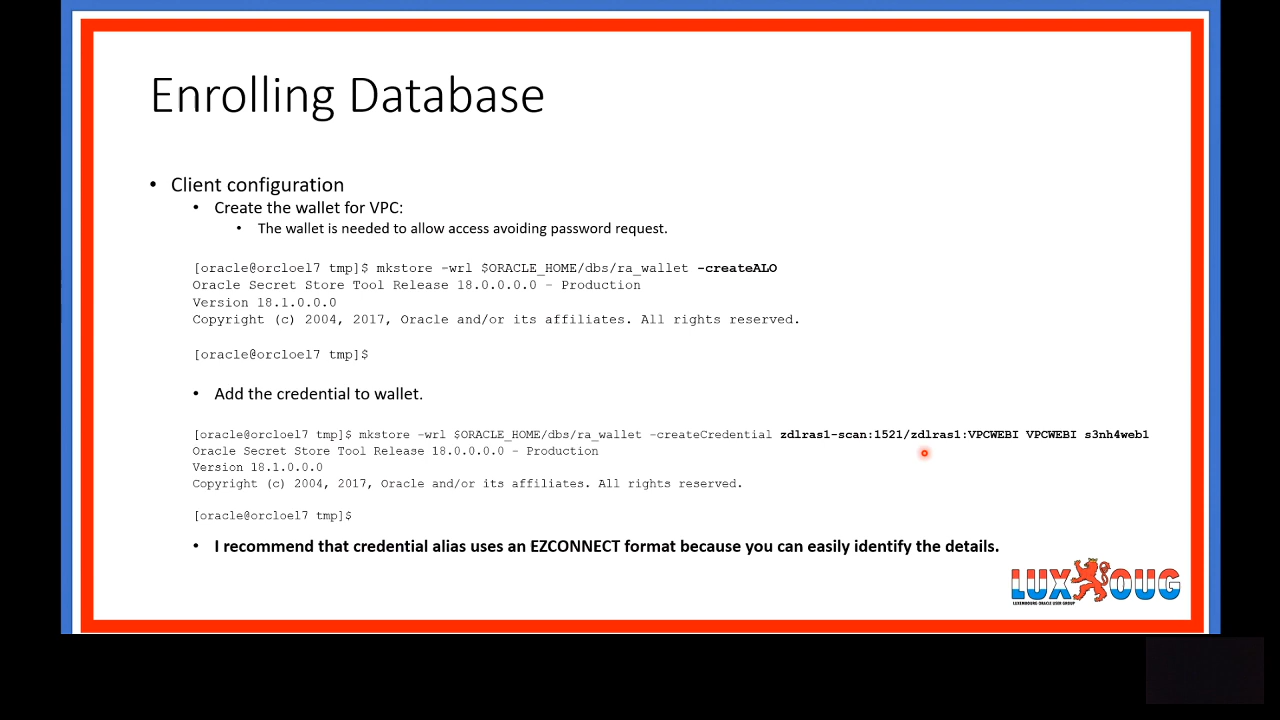 Enrolling Database
• Client configuration
• Create the wallet for VPC:
• The wallet is needed to allow access avoiding password request.
[oracle@orcloel7 tmp]$ mkstore -wrl $ORACLE_HOME/dbs/ra_wallet -createALO
Oracle Secret Store Tool Release 18.0.0.0.0 - Production
Version 18.1.0.0.0
Copyright (c) 2004, 2017, Oracle and/or its affiliates. All rights reserved.
[oracle@orcloel7 tmp]$
• Add the credential to wallet.
[oracle@orcloel7 tmp]$ mkstore -wrl $ORACLE_HOME/dbs/ra_wallet -createCredential zdlras1-scan:1521/zdlras1:VPCWEBI VPCWEBI s3nh4web1
Oracle Secret Store Tool Release 18.0.0.0.0 - Production
Version 18.1.0.0.0
Copyright (c) 2004, 2017, Oracle and/or its affiliates. All rights reserved.
[oracle@orcloel7 tmp]$
• I recommend that credential alias uses an EZCONNECT format because you can easily identify the details.
LUX OUG
LUXEMBOURG ORACLE USER GROUP